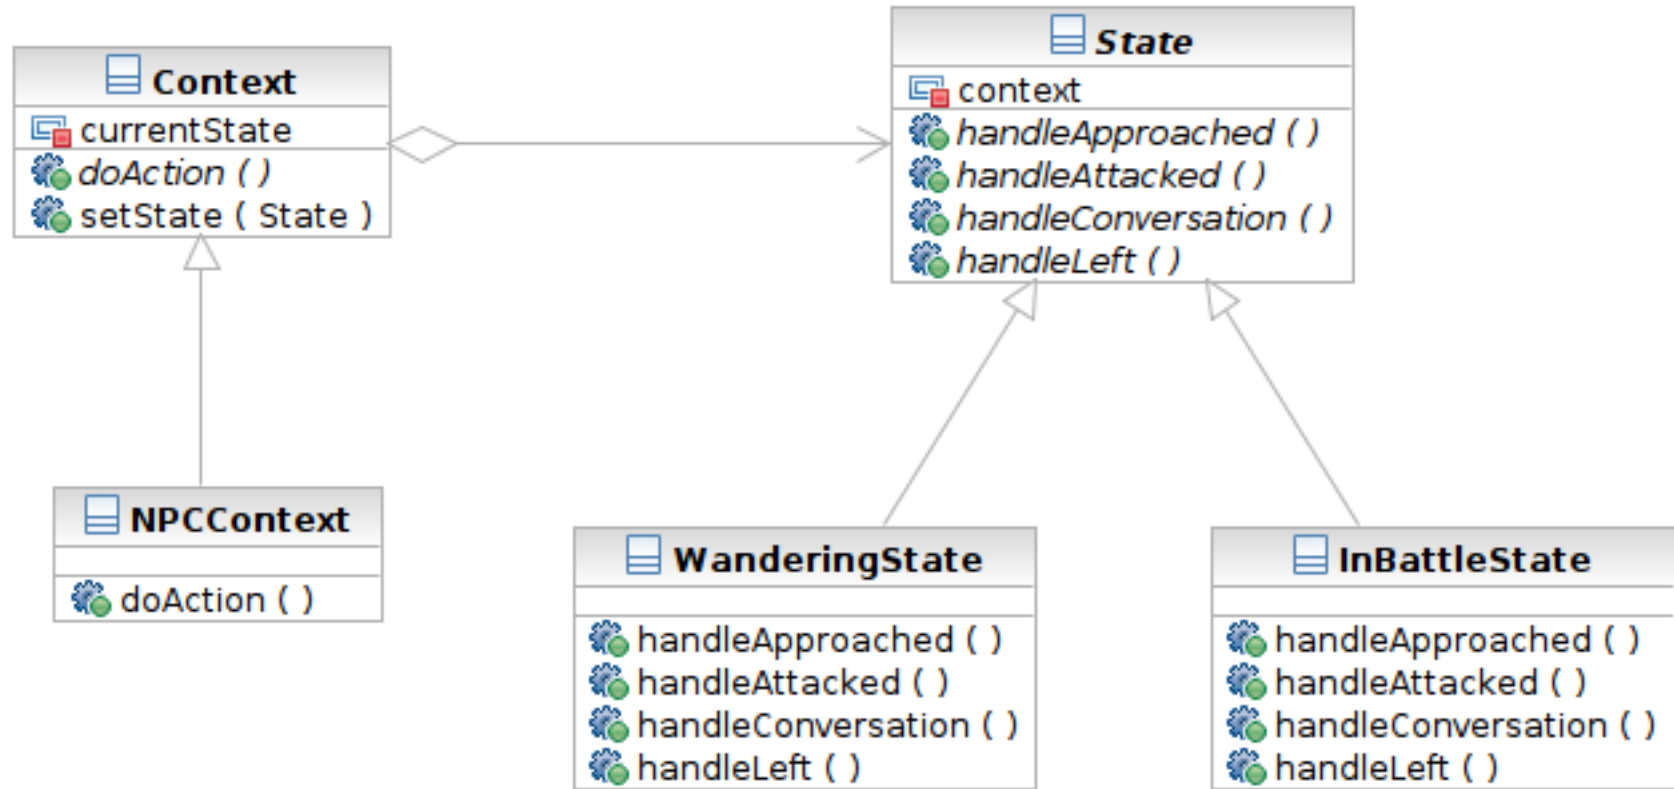 Context
currentState
doAction ( )
setState ( State )
State
context
handleApproached ( )
handleAttacked ( )
handleConversation ( )
handleLeft ( )
NPCContext
doAction ( )
WanderingState
handleApproached ( )
handleAttacked ( )
handleConversation ( )
handleLeft ( )
InBattleState
handleApproached ( )
handleAttacked ( )
handleConversation ( )
handleLeft ( )